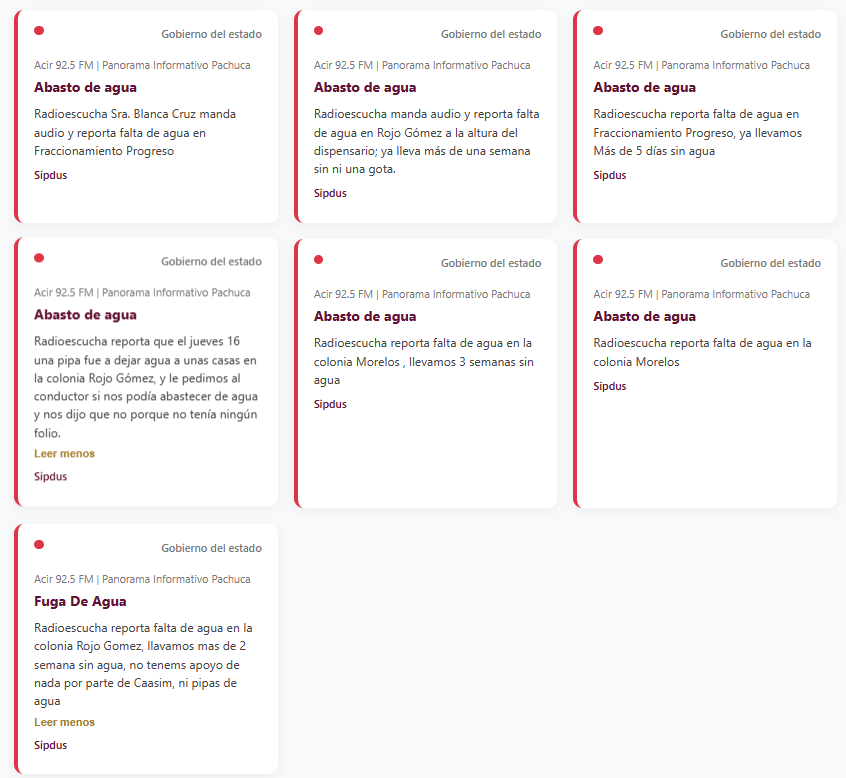 Gobierno del estado
Acir 92.5 FM | Panorama Informativo Pachuca
Abasto de agua
Radioescucha Sra. Blanca Cruz manda
audio y reporta falta de agua en
Fraccionamiento Progreso
Sipdus
Gobierno del estado
Acir 92.5 FM | Panorama Informativo Pachuca
Abasto de agua
Radioescucha manda audio y reporta falta
de agua en Rojo Gómez a la altura del
dispensario; ya lleva más de una semana
sin ni una gota.
Sipdus
Gobierno del estado
Acir 92.5 FM | Panorama Informativo Pachuca
Abasto de agua
Radioescucha reporta falta de agua en
Fraccionamiento Progreso, ya llevamos
Más de 5 días sin agua
Sipdus
Gobierno del estado
Acir 92.5 FM | Panorama Informativo Pachuca
Abasto de agua
Radioescucha reporta que el jueves 16
una pipa fue a dejar agua a unas casas en
la colonia Rojo Gómez, y le pedimos al
conductor si nos podía abastecer de agua
y nos dijo que no porque no tenía ningún
folio.
Leer menos
Sipdus
Gobierno del estado
Acir 92.5 FM | Panorama Informativo Pachuca
Abasto de agua
Radioescucha reporta falta de agua en la
colonia Morelos , llevamos 3 semanas sin
agua
Sipdus
Gobierno del estado
Acir 92.5 FM | Panorama Informativo Pachuca
Abasto de agua
Radioescucha reporta falta de agua en la
colonia Morelos
Sipdus
Gobierno del estado
Acir 92.5 FM | Panorama Informativo Pachuca
Fuga De Agua
Radioescucha reporta falta de agua en la
colonia Rojo Gomez, llavamos mas de 2
semana sin agua, no tenems apoyo de
nada por parte de Caasim, ni pipas de
agua
Leer menos
Sipdus